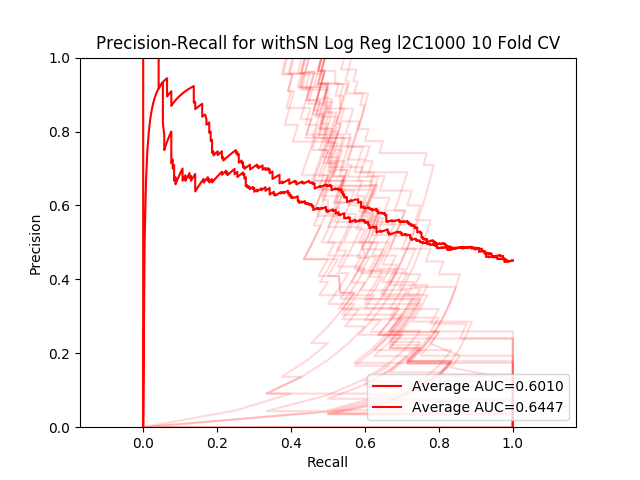 Precision-Recall for withSN Log Reg l2C1000 10 Fold CV
1.0
0.8
0.6
0.4
0.2
0.0
Precision
0.0 0.2 0.4 0.6 0.8 1.0
Recall
Average AUC=0.6010
Average AUC=0.6447